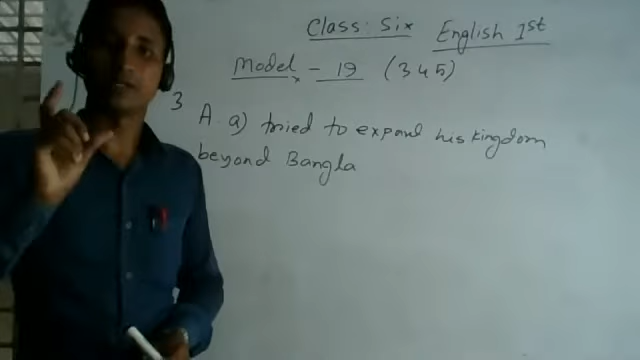 Class: Six English 1st
Model - 19 (345)
3
A. a) tried to expand his kingdom
beyond Bangla